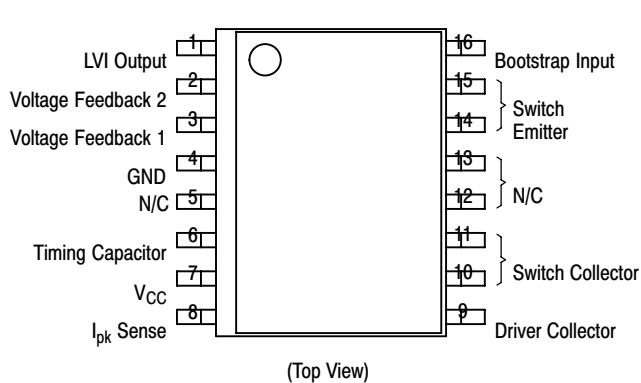 1
LVI Output
2
Voltage Feedback 2
3
Voltage Feedback 1
4
GND
N/C 5
6
Timing Capacitor
7
VCC
8
Ipk Sense
16
Bootstrap Input
15
14
Switch
Emitter
13
12
N/C
11
10
Switch Collector
9
Driver Collector
(Top View)